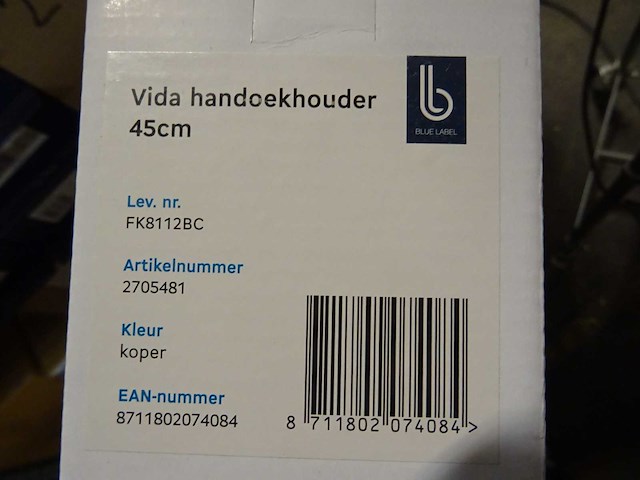 Vida handoekhouder
45cm
BLUE LABEL
Lev. nr.
FK8112BC
Artikelnummer
2705481
Kleur
koper
EAN-nummer
8711802074084
8 711802 074084 >